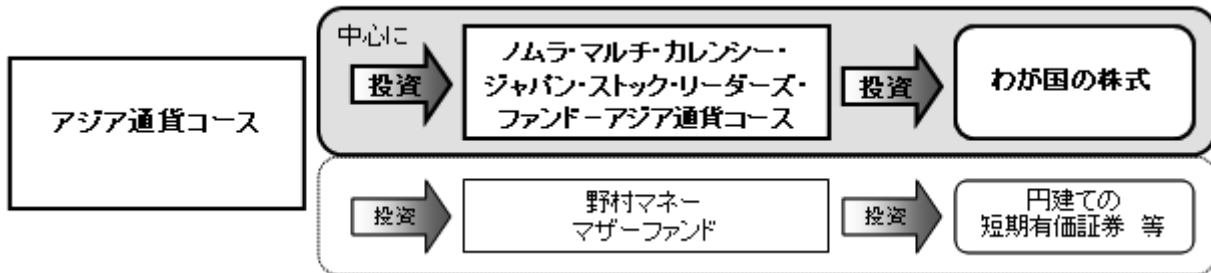 アジア通貨コース
中心に
投資
ノムラ・マルチ・カレンシー・
ジャパン・ストック・リーダーズ・
ファンド－アジア通貨コース
投資
わが国の株式
投資
野村マネー
マザーファンド
投資
円建ての
短期有価証券 等